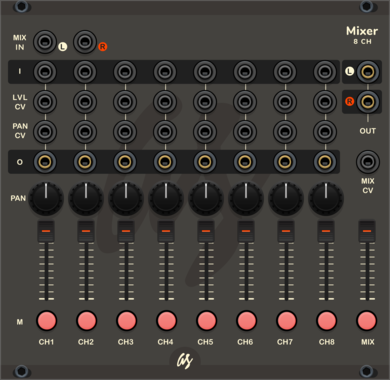 Mixer
8 CH
MIX
IN
L
R
I
L
LVL
CV
R
PAN
CV
OUT
O
MIX
CV
PAN
M
CH1 CH2 CH3 CH4 CH5 CH6 CH7 CH8 MIX
as